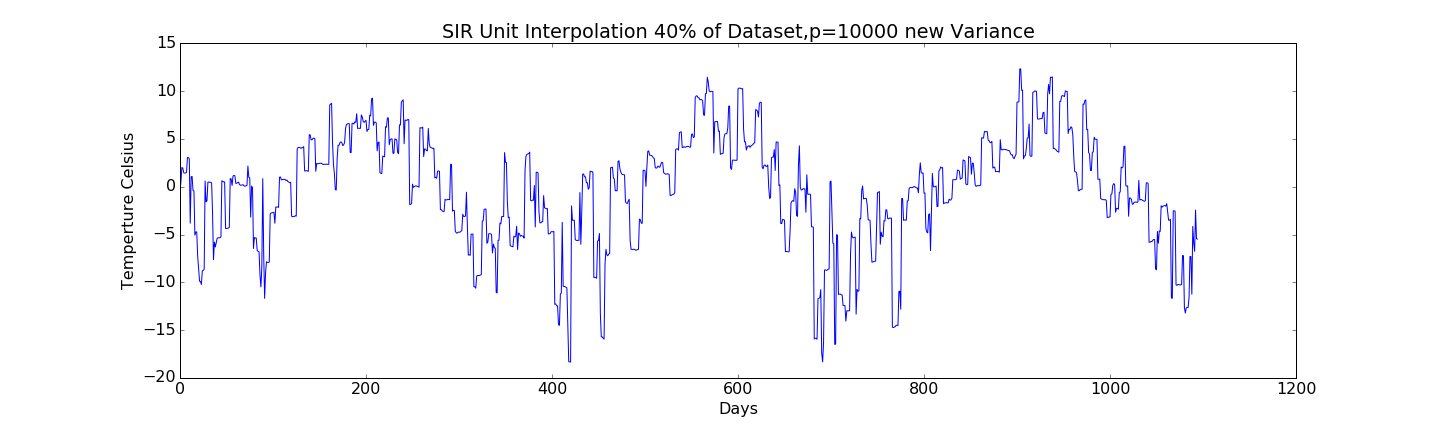 SIR Unit Interpolation 40% of Dataset,p=10000 new Variance
15
10
5
0
−5
−10
−15
−20
Temperture Celsius
0 200 400 600 800 1000 1200
Days